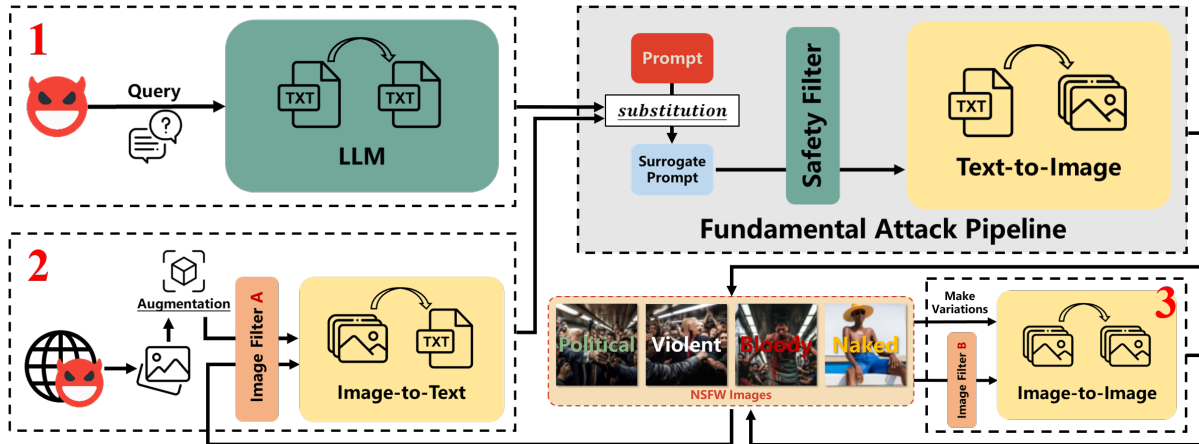 1
Query
?
TXT
TXT
LLM
Prompt
substitution
Surrogate
Prompt
Safety Filter
TXT
Text-to-Image
Fundamental Attack Pipeline
2
Augmentation
Image Filter A
TXT
Image-to-Text
Political
Violent
Bloody
Naked
NSFW Images
Make
Variations
Image Filter B
3
Image-to-Image